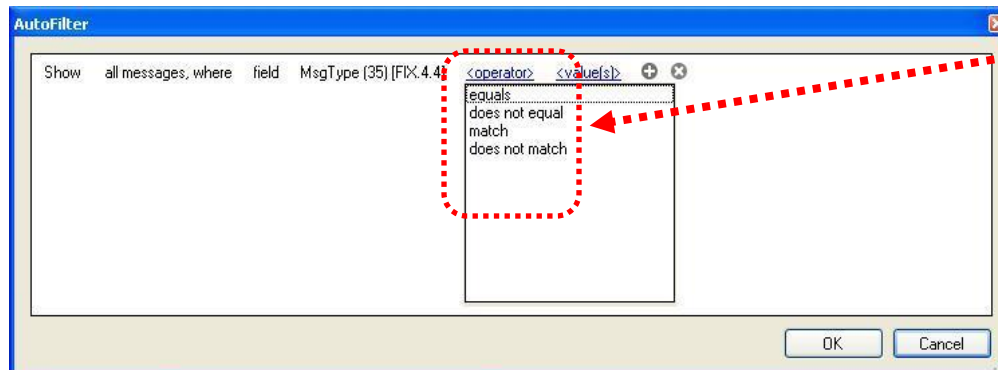 AutoFilter
Show all messages, where field MsgType (35) [FIX.4.4] <operator> <value[s]>
equals
does not equal
match
does not match
OK Cancel